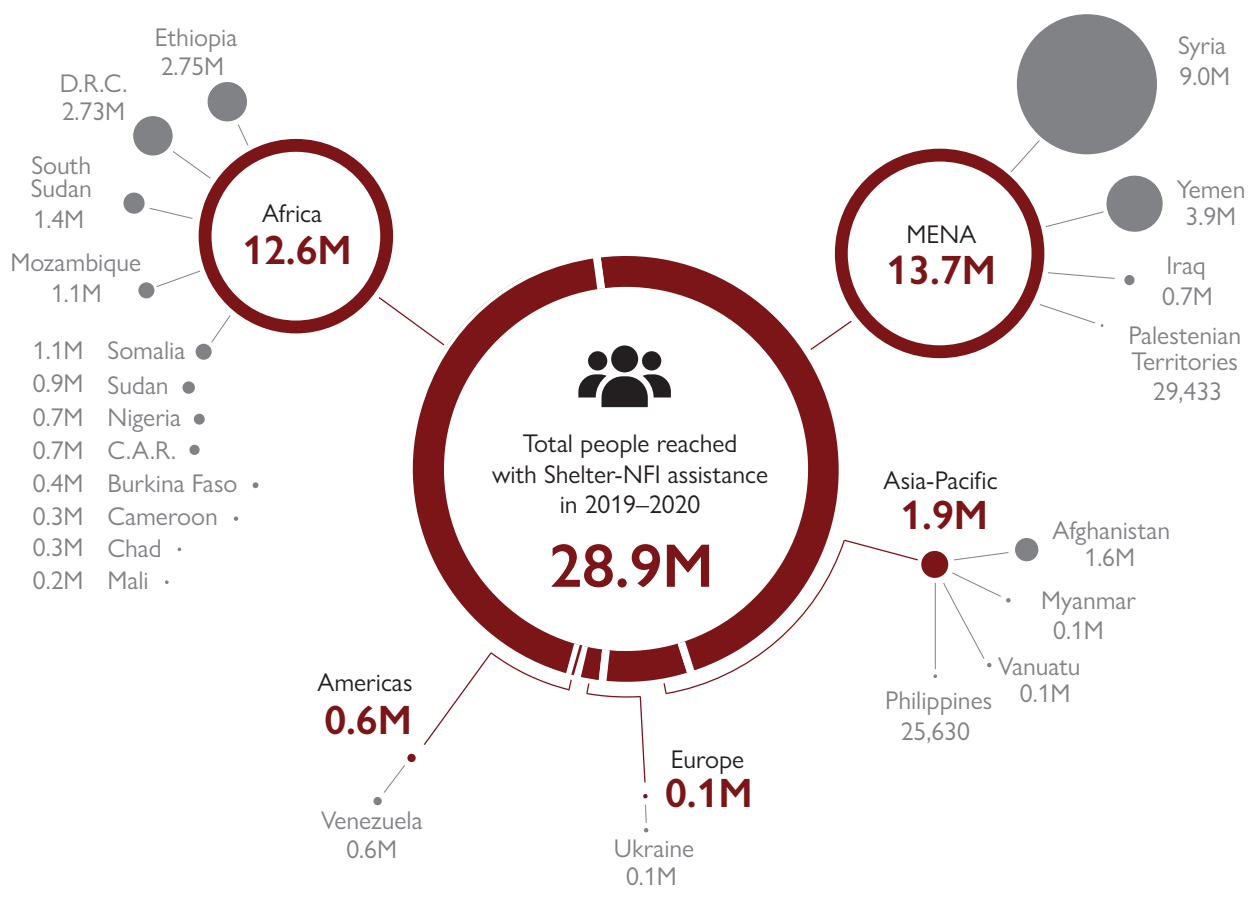 Total people reached
with Shelter-NFI assistance
in 2019–2020
28.9M
Africa
12.6M
Ethiopia
2.75M
D.R.C.
2.73M
South
Sudan
1.4M
Mozambique
1.1M
1.1M Somalia
0.9M Sudan
0.7M Nigeria
0.7M C.A.R.
0.4M Burkina Faso
0.3M Cameroon
0.3M Chad
0.2M Mali
MENA
13.7M
Syria
9.0M
Yemen
3.9M
Iraq
0.7M
Palestenian
Territories
29,433
Asia-Pacific
1.9M
Afghanistan
1.6M
Myanmar
0.1M
Vanuatu
0.1M
Philippines
25,630
Americas
0.6M
Venezuela
0.6M
Europe
0.1M
Ukraine
0.1M